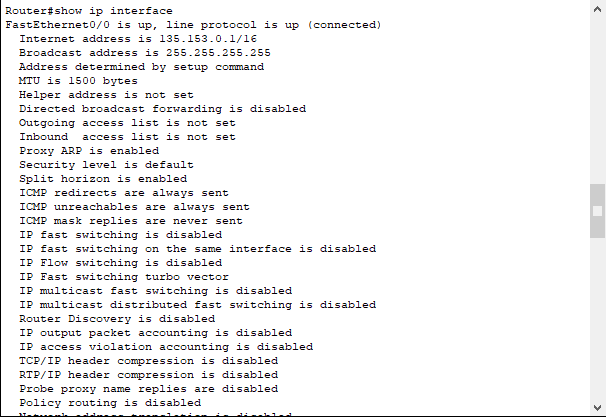 Router#show ip interface
FastEthernet0/0 is up, line protocol is up (connected)
Internet address is 135.153.0.1/16
Broadcast address is 255.255.255.255
Address determined by setup command
MTU is 1500 bytes
Helper address is not set
Directed broadcast forwarding is disabled
Outgoing access list is not set
Inbound  access list is not set
Proxy ARP is enabled
Security level is default
Split horizon is enabled
ICMP redirects are always sent
ICMP unreachables are always sent
ICMP mask replies are never sent
IP fast switching is disabled
IP fast switching on the same interface is disabled
IP Flow switching is disabled
IP Fast switching turbo vector
IP multicast fast switching is disabled
IP multicast distributed fast switching is disabled
Router Discovery is disabled
IP output packet accounting is disabled
IP access violation accounting is disabled
TCP/IP header compression is disabled
RTP/IP header compression is disabled
Probe proxy name replies are disabled
Policy routing is disabled
Network address translation is disabled